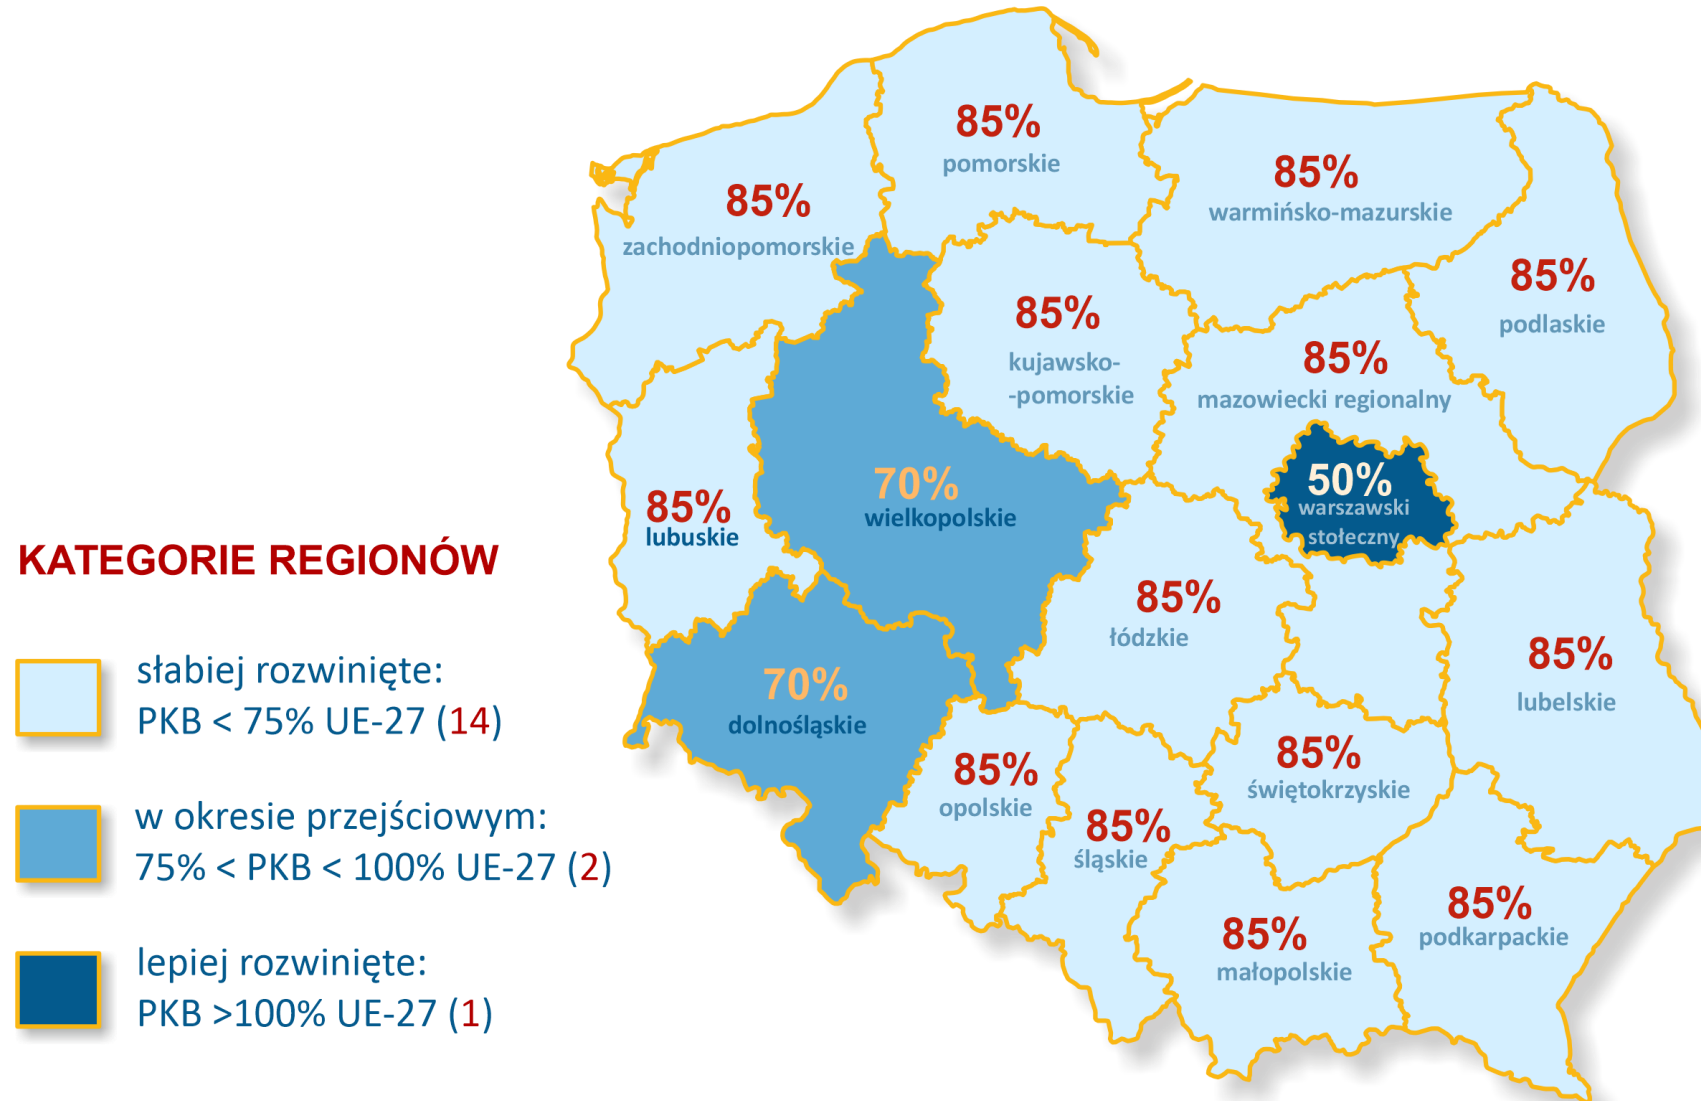 85%
pomorskie
85%
warmińsko-mazurskie
85%
zachodniopomorskie
85%
podlaskie
85%
kujawsko-
-pomorskie
85%
mazowiecki regionalny
50%
warszawski
stołeczny
70%
wielkopolskie
85%
lubuskie
85%
łódzkie
85%
lubelskie
70%
dolnośląskie
85%
opolskie
85%
śląskie
85%
świętokrzyskie
85%
małopolskie
85%
podkarpackie
KATEGORIE REGIONÓW
słabiej rozwinięte:
PKB < 75% UE-27 (14)
w okresie przejściowym:
75% < PKB < 100% UE-27 (2)
lepiej rozwinięte:
PKB >100% UE-27 (1)